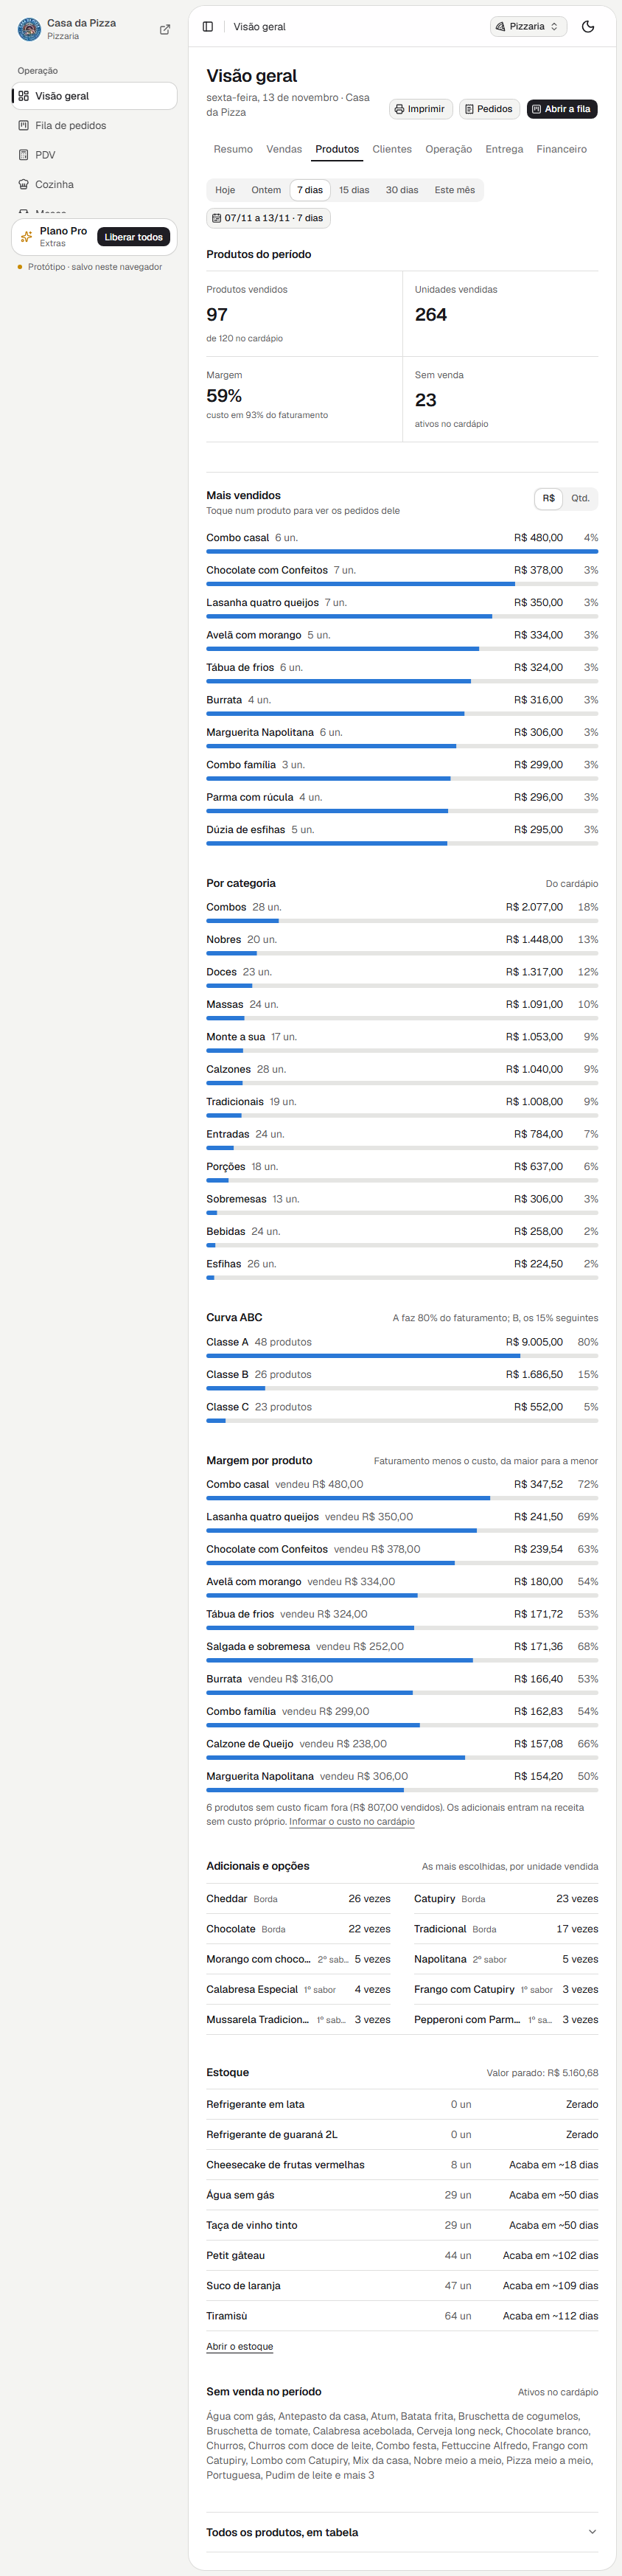 Casa da Pizza
Pizzaria
Operação
Visão geral
Fila de pedidos
PDV
Cozinha
Plano Pro
Extras
Liberar todos
Protótipo · salvo neste navegador
Visão geral
Pizzaria
Visão geral
sexta-feira, 13 de novembro · Casa
da Pizza
Imprimir
Pedidos
Abrir a fila
Resumo Vendas Produtos Clientes Operação Entrega Financeiro
Hoje Ontem 7 dias 15 dias 30 dias Este mês
07/11 a 13/11 · 7 dias
Produtos do período
Produtos vendidos
97
de 120 no cardápio
Unidades vendidas
264
Margem
59%
custo em 93% do faturamento
Sem venda
23
ativos no cardápio
Mais vendidos
Toque num produto para ver os pedidos dele
R$ Qtd.
Combo casal 6 un. R$ 480,00 4%
Chocolate com Confeitos 7 un. R$ 378,00 3%
Lasanha quatro queijos 7 un. R$ 350,00 3%
Avelã com morango 5 un. R$ 334,00 3%
Tábua de frios 6 un. R$ 324,00 3%
Burrata 4 un. R$ 316,00 3%
Marguerita Napolitana 6 un. R$ 306,00 3%
Combo família 3 un. R$ 299,00 3%
Parma com rúcula 4 un. R$ 296,00 3%
Dúzia de esfihas 5 un. R$ 295,00 3%
Por categoria Do cardápio
Combos 28 un. R$ 2.077,00 18%
Nobres 20 un. R$ 1.448,00 13%
Doces 23 un. R$ 1.317,00 12%
Massas 24 un. R$ 1.091,00 10%
Monte a sua 17 un. R$ 1.053,00 9%
Calzones 28 un. R$ 1.040,00 9%
Tradicionais 19 un. R$ 1.008,00 9%
Entradas 24 un. R$ 784,00 7%
Porções 18 un. R$ 637,00 6%
Sobremesas 13 un. R$ 306,00 3%
Bebidas 24 un. R$ 258,00 2%
Esfihas 26 un. R$ 224,50 2%
Curva ABC A faz 80% do faturamento; B, os 15% seguintes
Classe A 48 produtos R$ 9.005,00 80%
Classe B 26 produtos R$ 1.686,50 15%
Classe C 23 produtos R$ 552,00 5%
Margem por produto Faturamento menos o custo, da maior para a menor
Combo casal vendeu R$ 480,00 R$ 347,52 72%
Lasanha quatro queijos vendeu R$ 350,00 R$ 241,50 69%
Chocolate com Confeitos vendeu R$ 378,00 R$ 239,54 63%
Avelã com morango vendeu R$ 334,00 R$ 180,00 54%
Tábua de frios vendeu R$ 324,00 R$ 171,72 53%
Salgada e sobremesa vendeu R$ 252,00 R$ 171,36 68%
Burrata vendeu R$ 316,00 R$ 166,40 53%
Combo família vendeu R$ 299,00 R$ 162,83 54%
Calzone de Queijo vendeu R$ 238,00 R$ 157,08 66%
Marguerita Napolitana vendeu R$ 306,00 R$ 154,20 50%
6 produtos sem custo ficam fora (R$ 807,00 vendidos). Os adicionais entram na receita
sem custo próprio. Informar o custo no cardápio
Adicionais e opções As mais escolhidas, por unidade vendida
Cheddar Borda 26 vezes Catupiry Borda 23 vezes
Chocolate Borda 22 vezes Tradicional Borda 17 vezes
Morango com choco... 2º sab... 5 vezes Napolitana 2º sabor 5 vezes
Calabresa Especial 1º sabor 4 vezes Frango com Catupiry 1º sabor 3 vezes
Mussarela Tradicion... 1º sab... 3 vezes Pepperoni com Parm... 1º sa... 3 vezes
Estoque Valor parado: R$ 5.160,68
Refrigerante em lata 0 un Zerado
Refrigerante de guaraná 2L 0 un Zerado
Cheesecake de frutas vermelhas 8 un Acaba em ~18 dias
Água sem gás 29 un Acaba em ~50 dias
Taça de vinho tinto 29 un Acaba em ~50 dias
Petit gâteau 44 un Acaba em ~102 dias
Suco de laranja 47 un Acaba em ~109 dias
Tiramisù 64 un Acaba em ~112 dias
Abrir o estoque
Sem venda no período Ativos no cardápio
Água com gás, Antepasto da casa, Atum, Batata frita, Bruschetta de cogumelos,
Bruschetta de tomate, Calabresa acebolada, Cerveja long neck, Chocolate branco,
Churros, Churros com doce de leite, Combo festa, Fettuccine Alfredo, Frango com
Catupiry, Lombo com Catupiry, Mix da casa, Nobre meio a meio, Pizza meio a meio,
Portuguesa, Pudim de leite e mais 3
Todos os produtos, em tabela